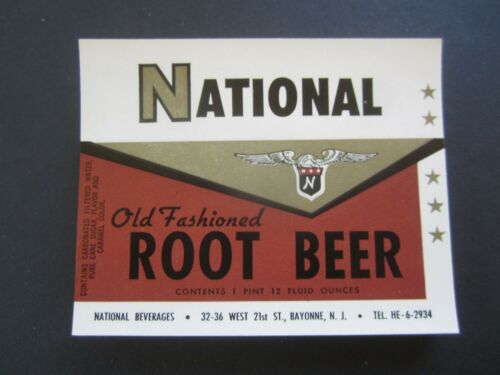 NATIONAL
N
Old Fashioned
ROOT BEER
CONTENTS 1 PINT 12 FLUID OUNCES
CONTAINS CARBONATED FILTERED WATER,
PURE CANE SUGAR, FLAVOR AND
CARAMEL COLOR.
NATIONAL BEVERAGES • 32-36 WEST 21st ST., BAYONNE, N. J. • TEL. HE-6-2934